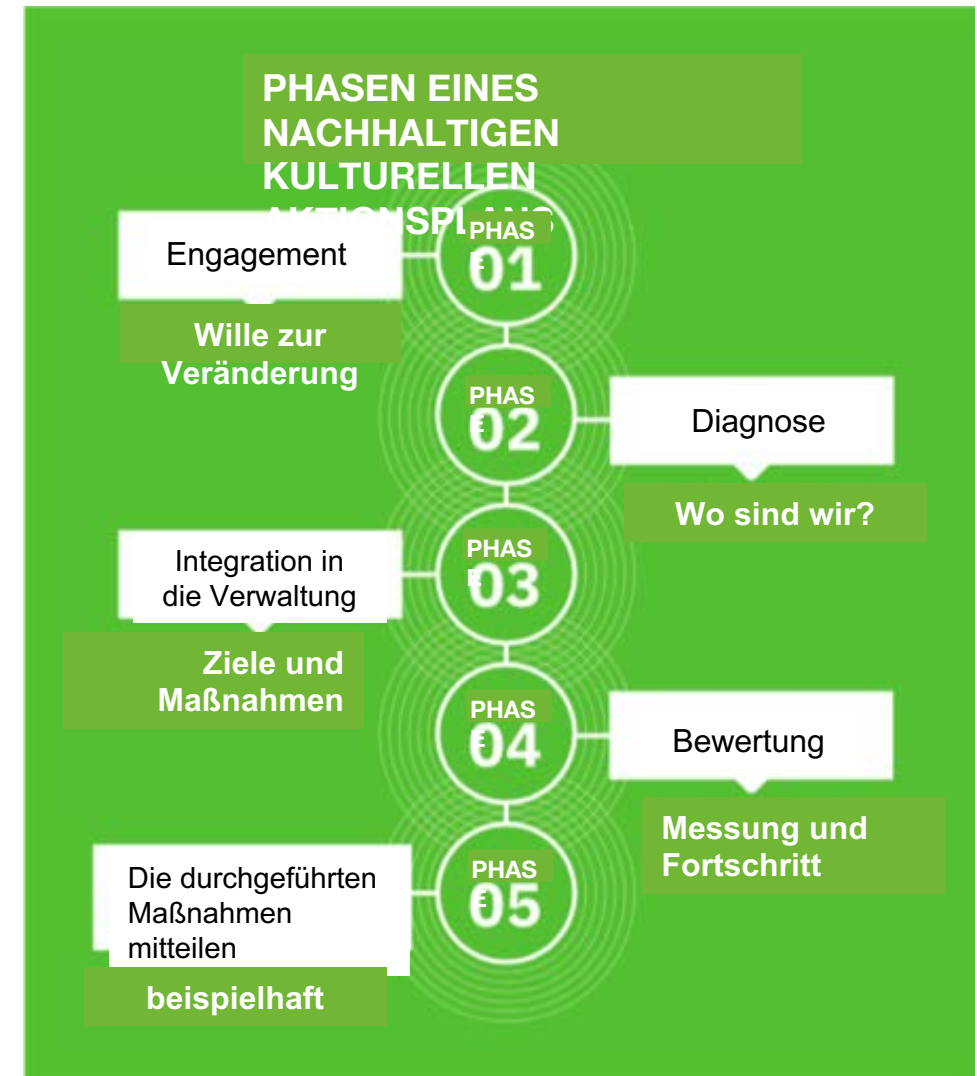 PHASEN EINES
NACHHALTIGEN
KULTURELLEN
AKTIONSPLANS
PHAS
E
01
Engagement
Wille zur
Veränderung
PHAS
E
02
Diagnose
Wo sind wir?
PHAS
E
03
Integration in
die Verwaltung
Ziele und
Maßnahmen
PHAS
E
04
Bewertung
Messung und
Fortschritt
PHAS
E
05
Die durchgeführten
Maßnahmen
mitteilen
beispielhaft